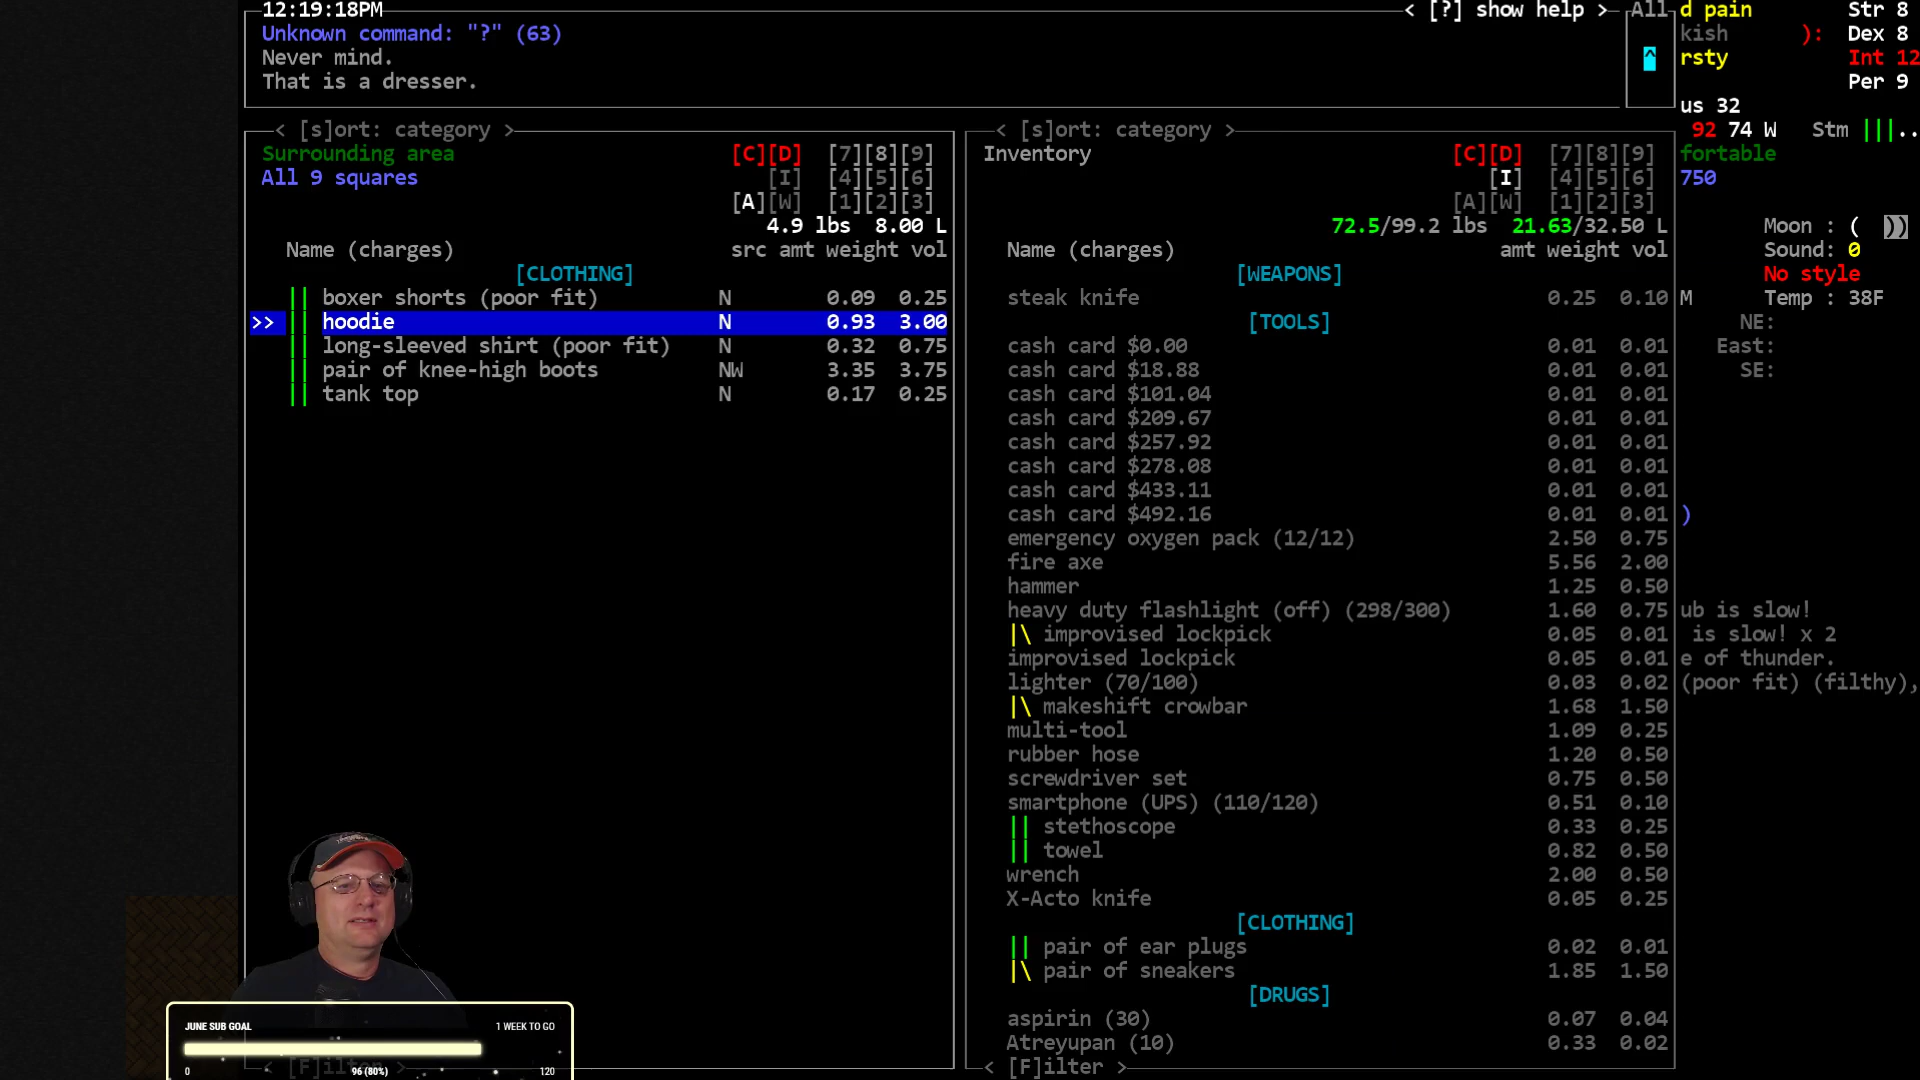 12:19:18PM
< [?] show help >
Unknown command: "?" (63)
Never mind.
That is a dresser.
All
^
d pain
Str 8
kish ):
Dex 8
rsty
Int 12
Per 9
us 32
92 74 W Stm |||..
fortable
750
Moon : ( ))
Sound: 0
No style
M Temp : 38F
NE:
East:
SE:
)
ub is slow!
is slow! x 2
e of thunder.
(poor fit) (filthy),
< [s]ort: category >
Surrounding area
All 9 squares
[C][D] [7][8][9]
[I] [4][5][6]
[A][W] [1][2][3]
4.9 lbs 8.00 L
Name (charges) src amt weight vol
[CLOTHING]
|| boxer shorts (poor fit) N 0.09 0.25
>> || hoodie N 0.93 3.00
|| long-sleeved shirt (poor fit) N 0.32 0.75
|| pair of knee-high boots NW 3.35 3.75
|| tank top N 0.17 0.25
< [s]ort: category >
Inventory
[C][D] [7][8][9]
[I] [4][5][6]
[A][W] [1][2][3]
72.5/99.2 lbs 21.63/32.50 L
Name (charges) amt weight vol
[WEAPONS]
steak knife 0.25 0.10
[TOOLS]
cash card $0.00 0.01 0.01
cash card $18.88 0.01 0.01
cash card $101.04 0.01 0.01
cash card $209.67 0.01 0.01
cash card $257.92 0.01 0.01
cash card $278.08 0.01 0.01
cash card $433.11 0.01 0.01
cash card $492.16 0.01 0.01
emergency oxygen pack (12/12) 2.50 0.75
fire axe 5.56 2.00
hammer 1.25 0.50
heavy duty flashlight (off) (298/300) 1.60 0.75
|\ improvised lockpick 0.05 0.01
improvised lockpick 0.05 0.01
lighter (70/100) 0.03 0.02
|\ makeshift crowbar 1.68 1.50
multi-tool 1.09 0.25
rubber hose 1.20 0.50
screwdriver set 0.75 0.50
smartphone (UPS) (110/120) 0.51 0.10
|| stethoscope 0.33 0.25
|| towel 0.82 0.50
wrench 2.00 0.50
X-Acto knife 0.05 0.25
[CLOTHING]
|| pair of ear plugs 0.02 0.01
|\ pair of sneakers 1.85 1.50
[DRUGS]
aspirin (30) 0.07 0.04
Atreyupan (10) 0.33 0.02
< [F]ilter >
JUNE SUB GOAL 1 WEEK TO GO
0 96 (80%) 120